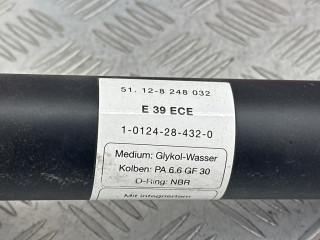 51. 12-8 248 032
E 39 ECE
1-0124-28-432-0
Medium: Glykol-Wasser
Kolben: PA.6.6 GF 30
O-Ring: NBR
Mit integriertem